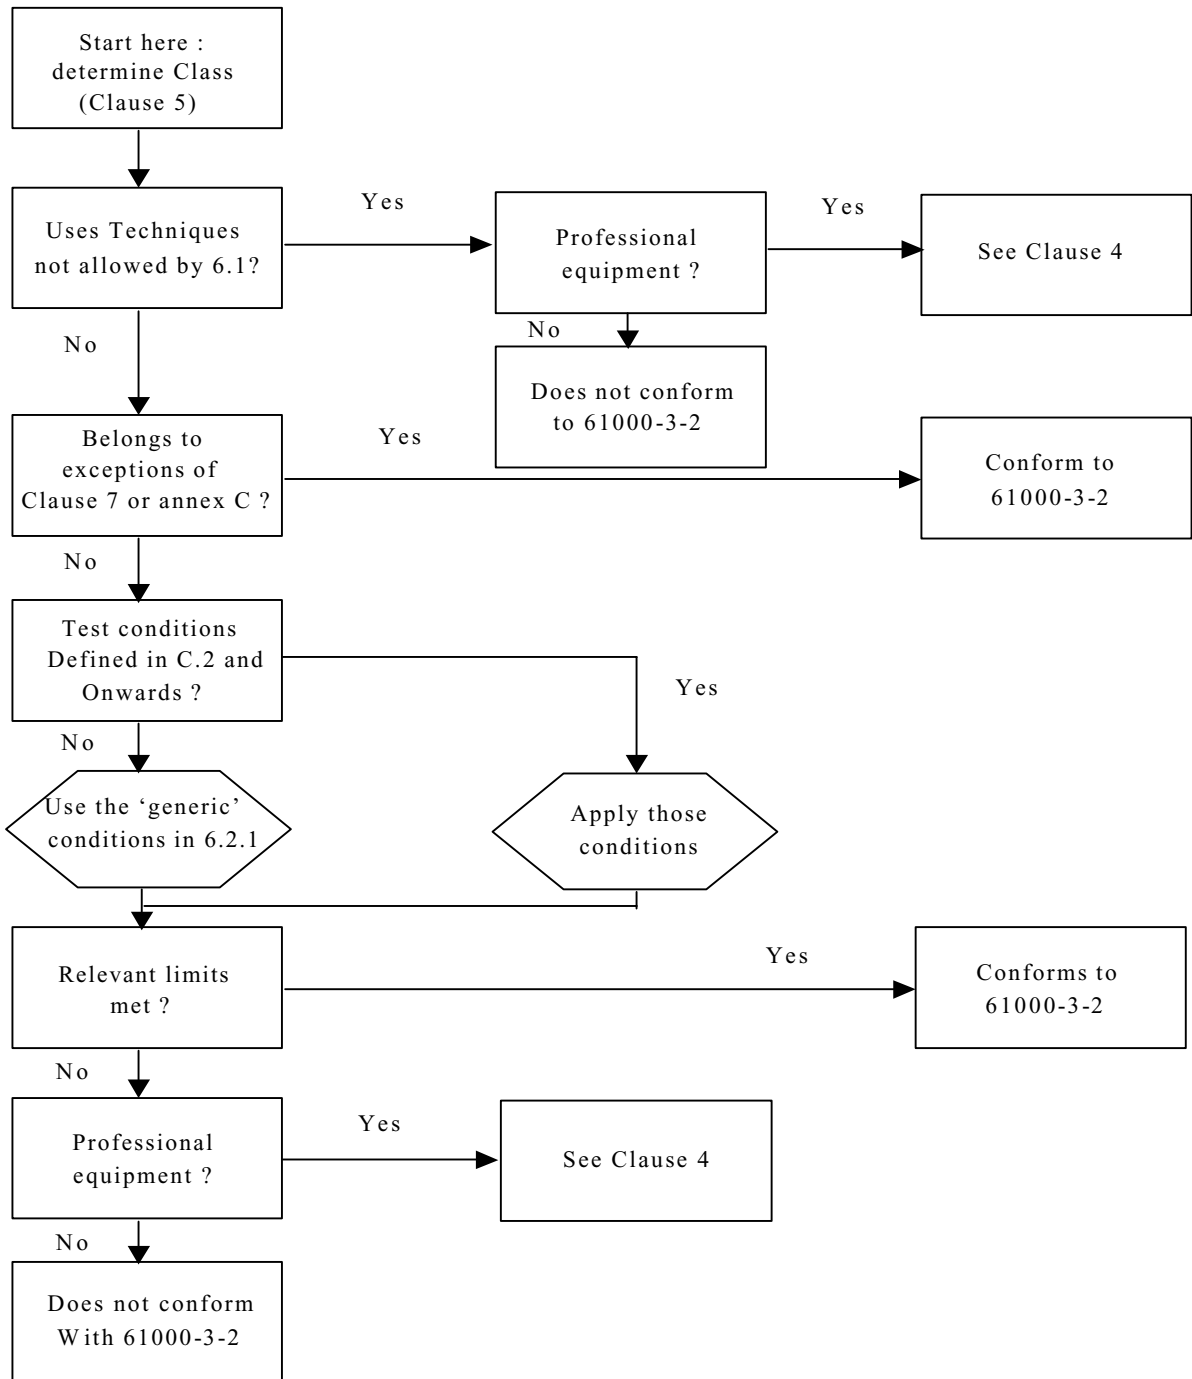 Start here :
determine Class
(Clause 5)
Uses Techniques
not allowed by 6.1?
Yes
Professional
equipment ?
Yes
See Clause 4
No
No
Does not conform
to 61000-3-2
Belongs to
exceptions of
Clause 7 or annex C ?
Yes
Conform to
61000-3-2
No
Test conditions
Defined in C.2 and
Onwards ?
Yes
No
Use the ‘generic’
conditions in 6.2.1
Apply those
conditions
Relevant limits
met ?
Yes
Conforms to
61000-3-2
No
Professional
equipment ?
Yes
See Clause 4
No
Does not conform
With 61000-3-2